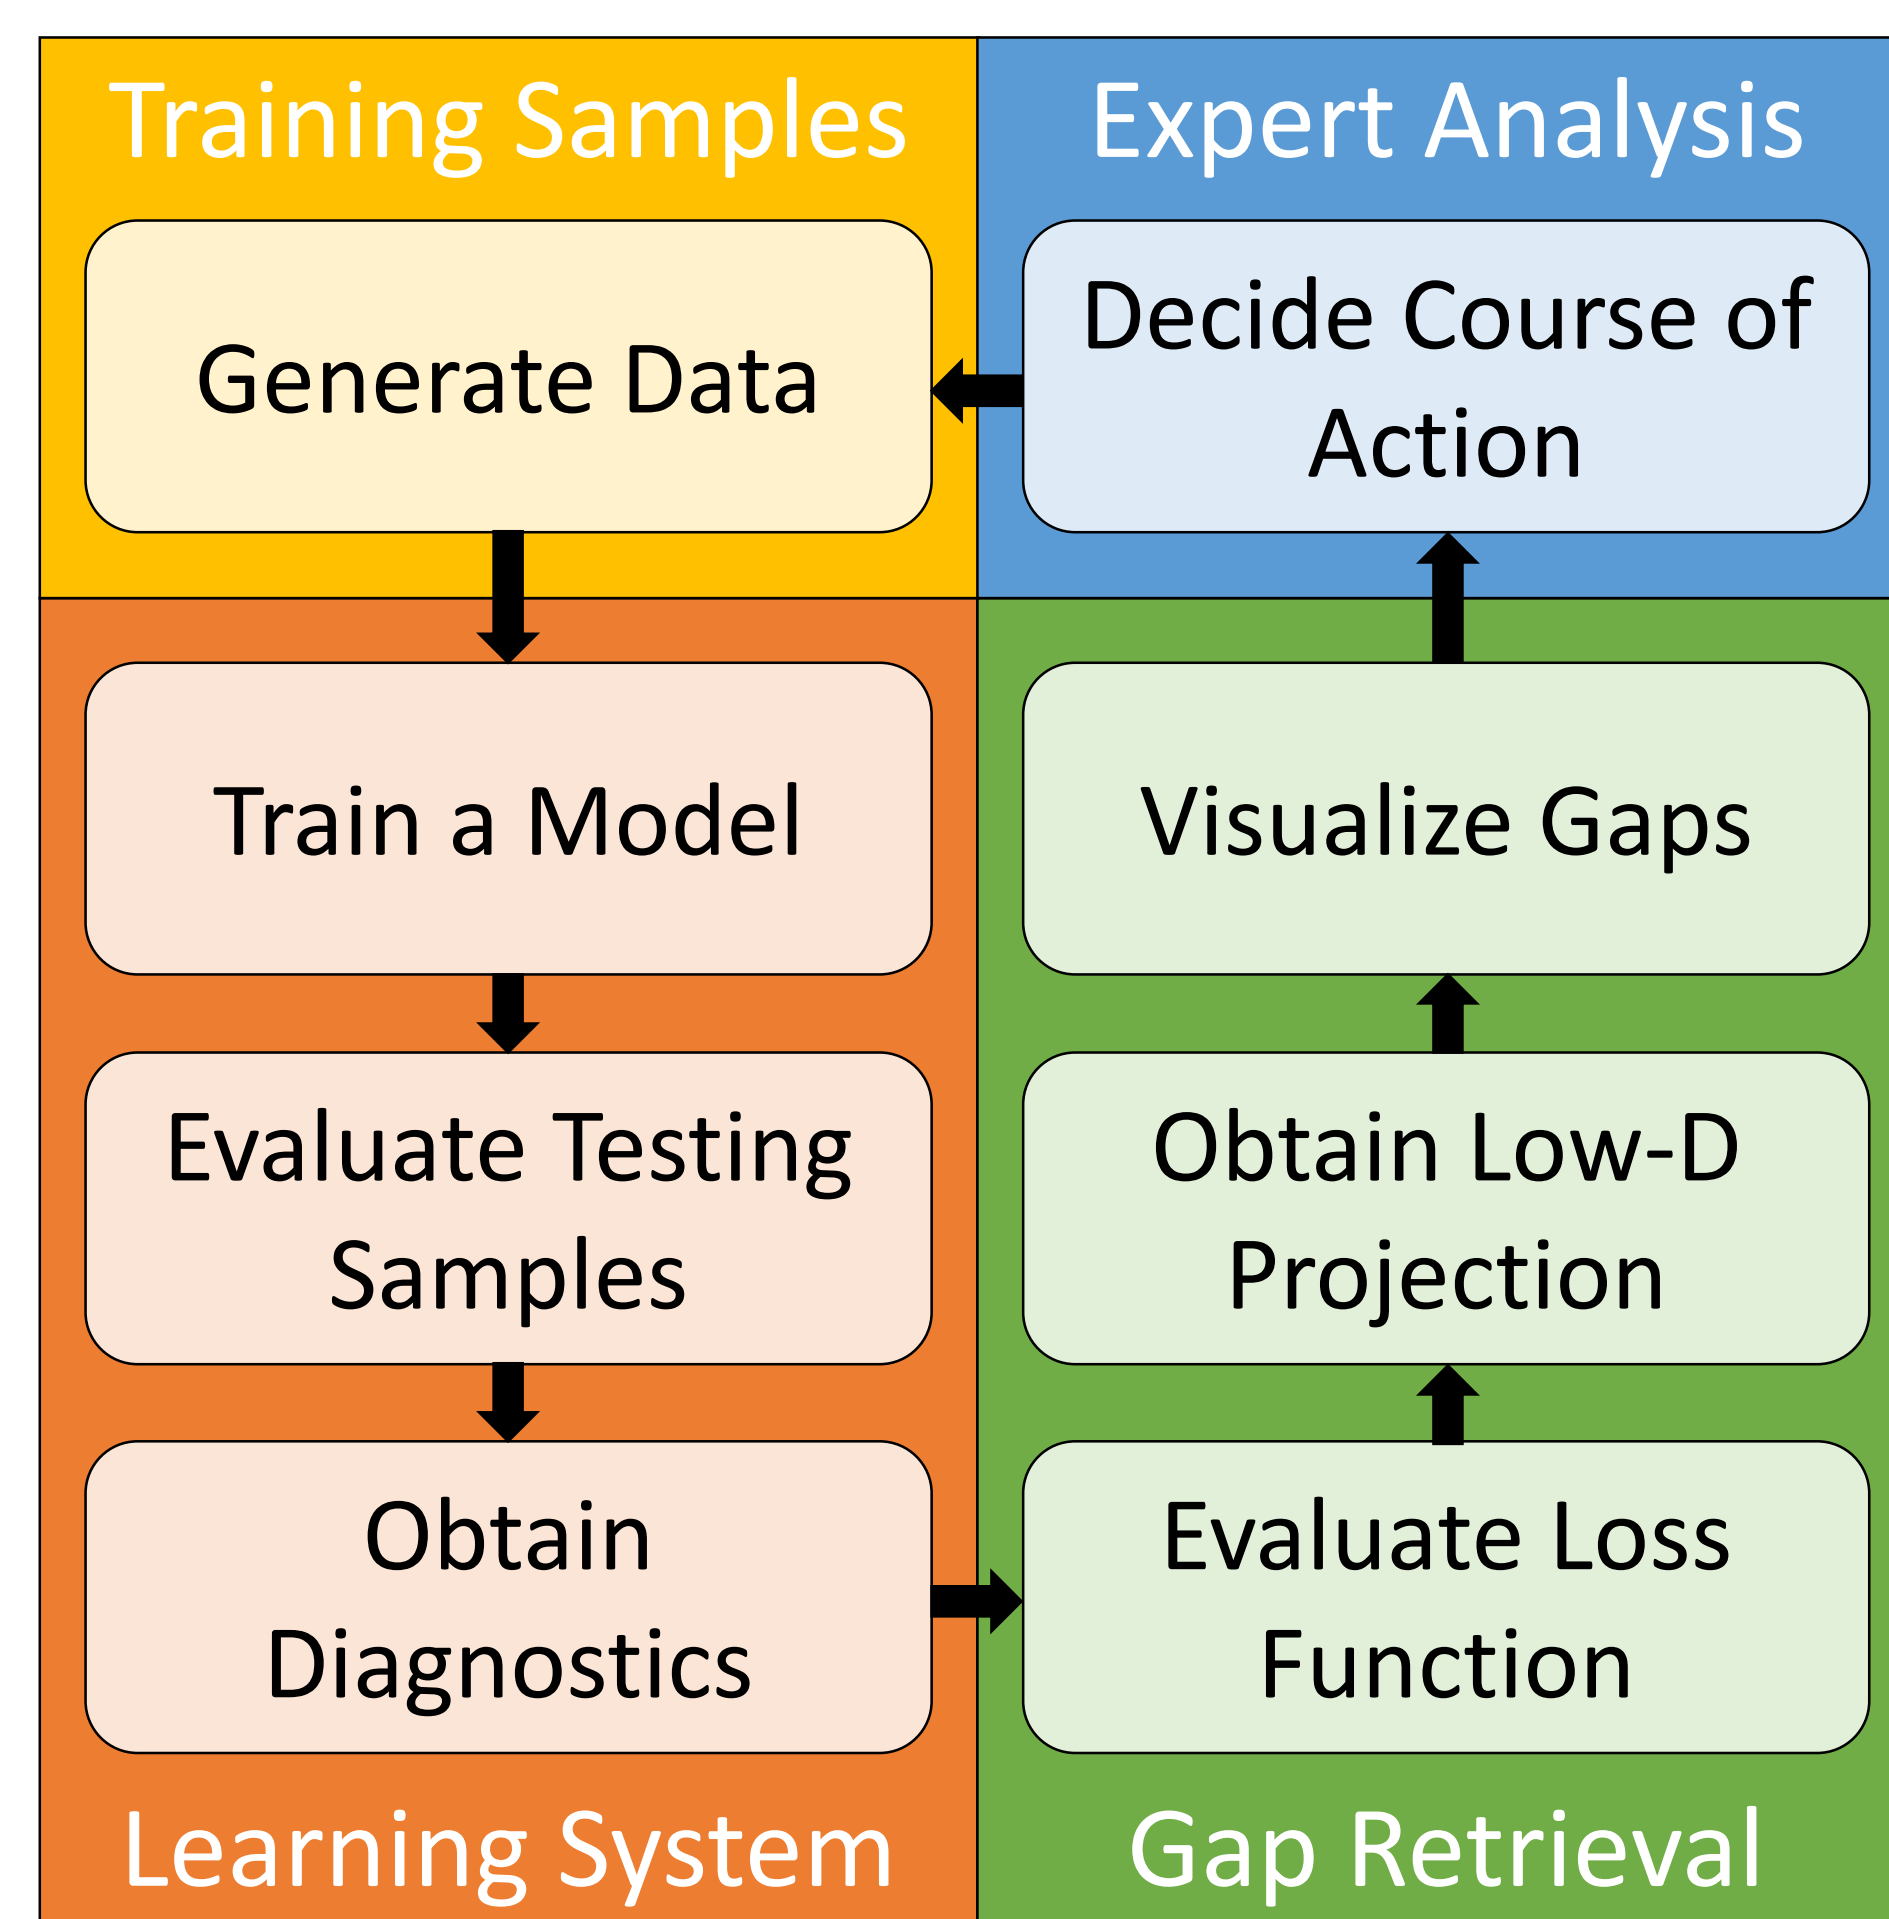 Training Samples
Generate Data
Expert Analysis
Decide Course of
Action
Train a Model
Evaluate Testing
Samples
Obtain
Diagnostics
Learning System
Visualize Gaps
Obtain Low-D
Projection
Evaluate Loss
Function
Gap Retrieval